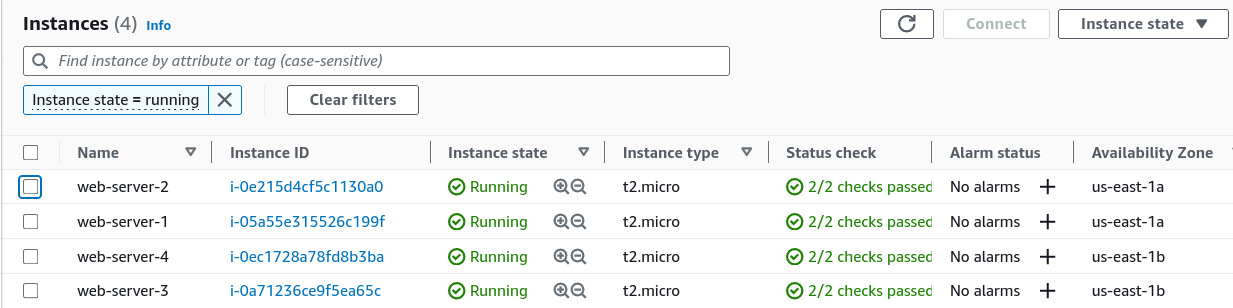 Instances (4) Info Connect Instance state
Find instance by attribute or tag (case-sensitive)
Instance state = running Clear filters
Name Instance ID Instance state Instance type Status check Alarm status Availability Zone
web-server-2 i-0e215d4cf5c1130a0 Running t2.micro 2/2 checks passed No alarms us-east-1a
web-server-1 i-05a55e315526c199f Running t2.micro 2/2 checks passed No alarms us-east-1a
web-server-4 i-0ec1728a78fd8b3ba Running t2.micro 2/2 checks passed No alarms us-east-1b
web-server-3 i-0a71236ce9f5ea65c Running t2.micro 2/2 checks passed No alarms us-east-1b